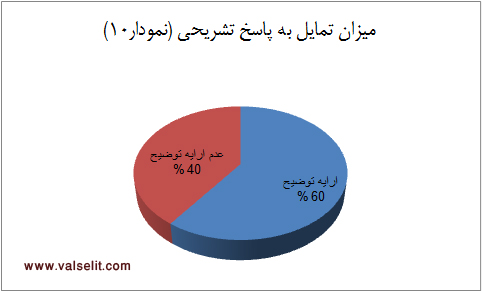 میزان تمایل به پاسخ تشریحی (نمودار۱۰)
عدم ارایه توضیح
40 %
ارایه توضیح
60 %
www.valselit.com